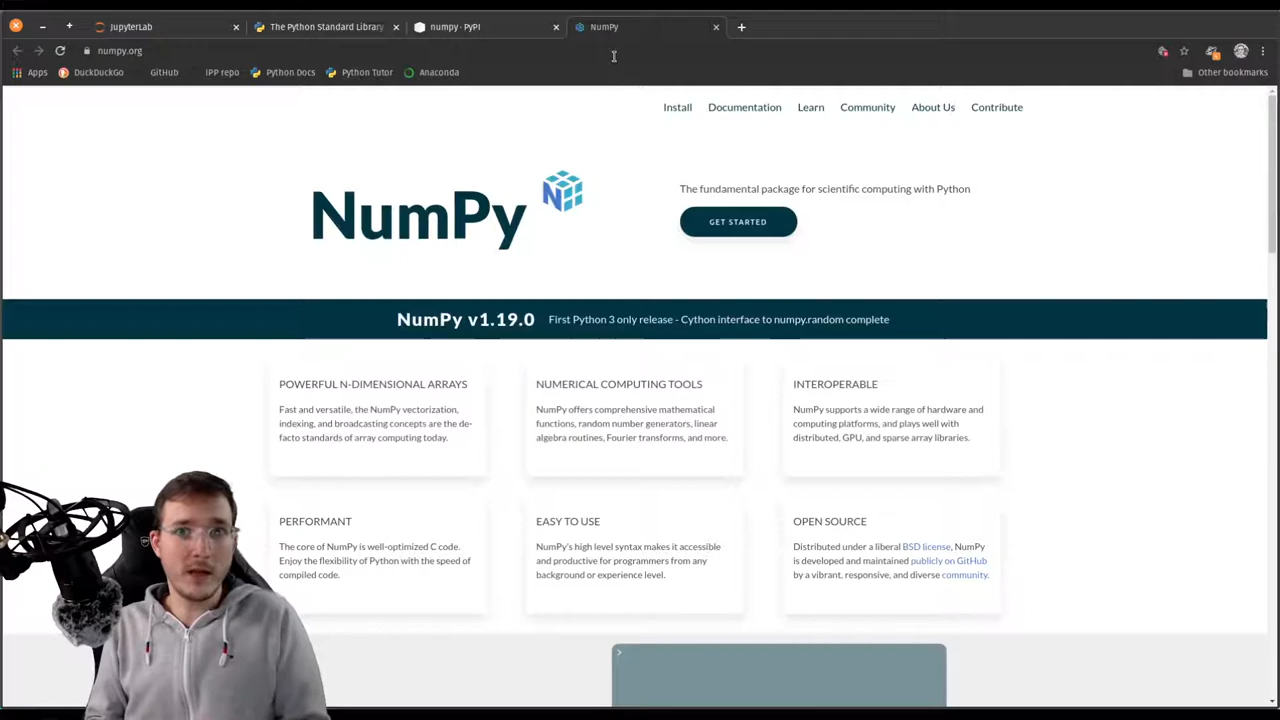 JupyterLab
The Python Standard Library
numpy · PyPI
NumPy
numpy.org
Apps
DuckDuckGo
GitHub
IPP repo
Python Docs
Python Tutor
Anaconda
Other bookmarks
Install
Documentation
Learn
Community
About Us
Contribute
NumPy
The fundamental package for scientific computing with Python
GET STARTED
NumPy v1.19.0
First Python 3 only release - Cython interface to numpy.random complete
POWERFUL N-DIMENSIONAL ARRAYS
Fast and versatile, the NumPy vectorization,
indexing, and broadcasting concepts are the de-
facto standards of array computing today.
NUMERICAL COMPUTING TOOLS
NumPy offers comprehensive mathematical
functions, random number generators, linear
algebra routines, Fourier transforms, and more.
INTEROPERABLE
NumPy supports a wide range of hardware and
computing platforms, and plays well with
distributed, GPU, and sparse array libraries.
PERFORMANT
The core of NumPy is well-optimized C code.
Enjoy the flexibility of Python with the speed of
compiled code.
EASY TO USE
NumPy's high level syntax makes it accessible
and productive for programmers from any
background or experience level.
OPEN SOURCE
Distributed under a liberal BSD license, NumPy
is developed and maintained publicly on GitHub
by a vibrant, responsive, and diverse community.
>